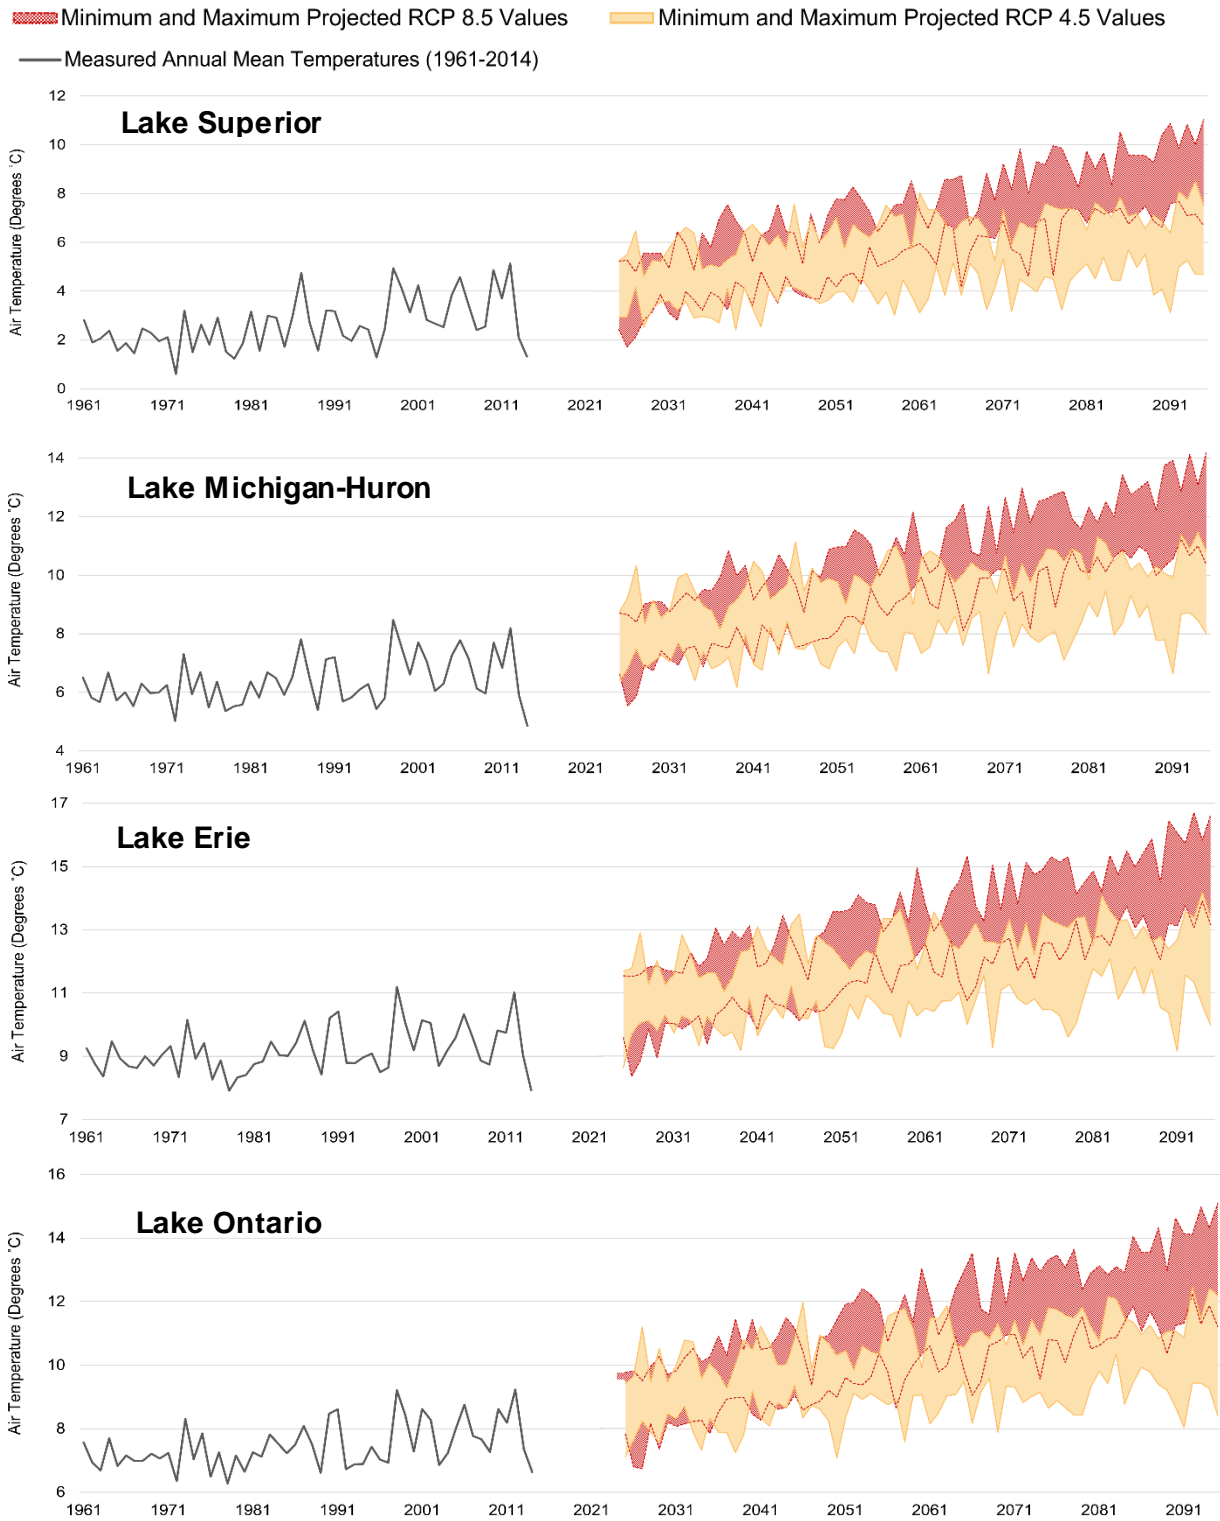 Minimum and Maximum Projected RCP 8.5 Values Minimum and Maximum Projected RCP 4.5 Values
Measured Annual Mean Temperatures (1961-2014)
Lake Superior
Air Temperature (Degrees ˚C)
12
10
8
6
4
2
0
1961 1971 1981 1991 2001 2011 2021 2031 2041 2051 2061 2071 2081 2091
Lake Michigan-Huron
Air Temperature (Degrees ˚C)
14
12
10
8
6
4
1961 1971 1981 1991 2001 2011 2021 2031 2041 2051 2061 2071 2081 2091
Lake Erie
Air Temperature (Degrees ˚C)
17
15
13
11
9
7
1961 1971 1981 1991 2001 2011 2021 2031 2041 2051 2061 2071 2081 2091
Lake Ontario
Air Temperature (Degrees ˚C)
16
14
12
10
8
6
1961 1971 1981 1991 2001 2011 2021 2031 2041 2051 2061 2071 2081 2091